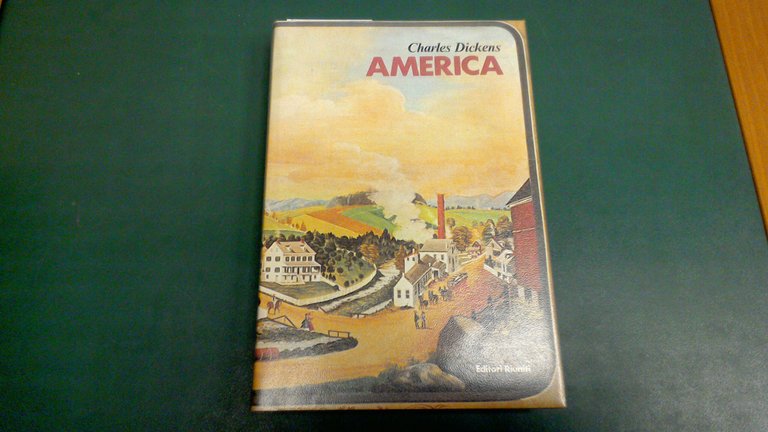 Charles Dickens
AMERICA
Editori Riuniti